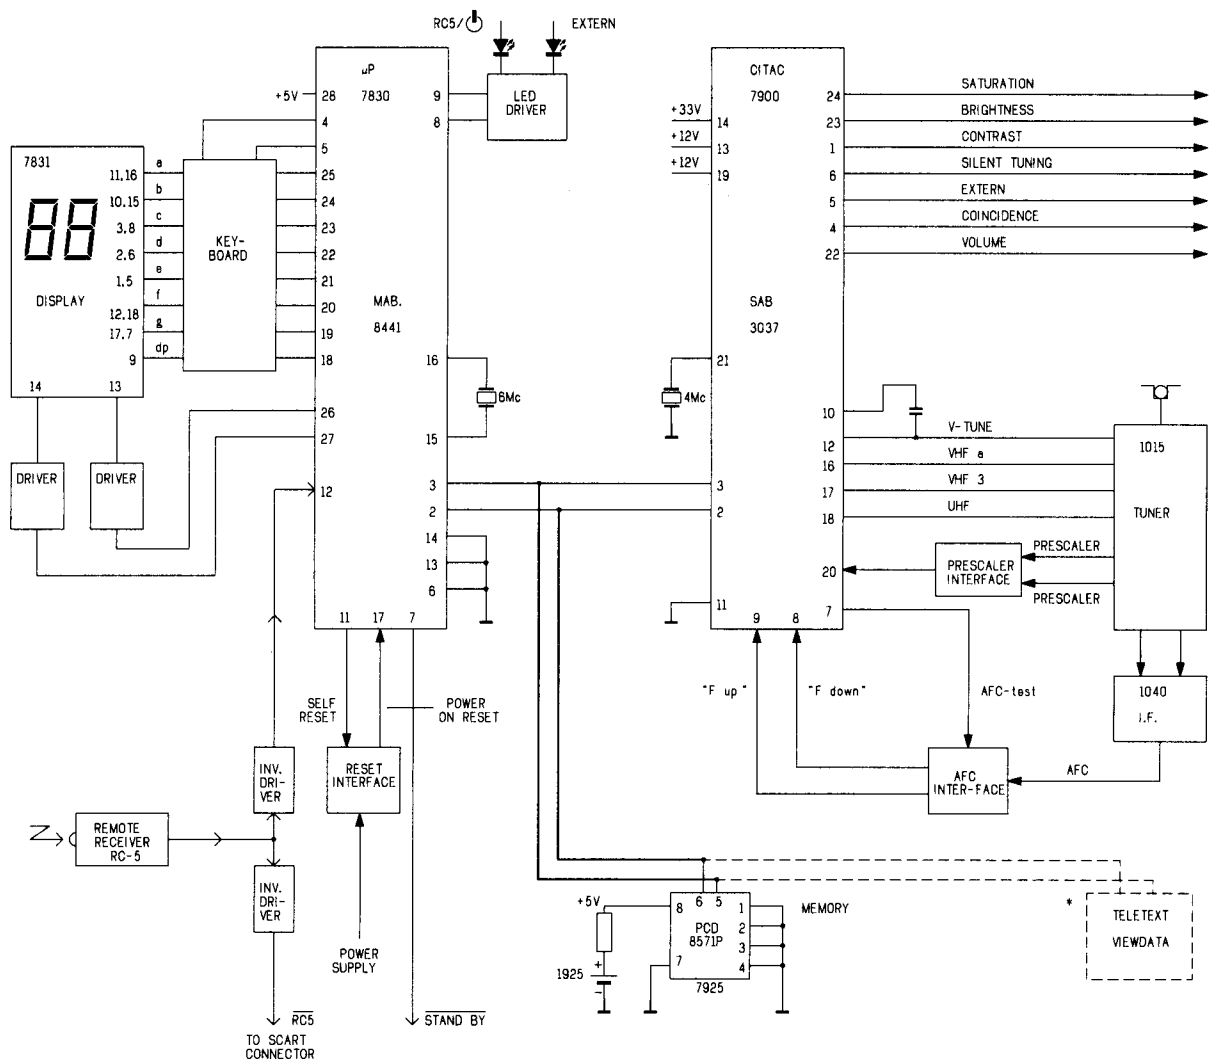 RC5/
EXTERN
µP
7830
+5V
28
4
5
25
24
23
22
21
20
19
18
26
27
12
9
8
16
15
3
2
14
13
6
11
17
7
MAB.
8441
LED
DRIVER
7831
DISPLAY
11,16
10,15
3,8
2,6
1,5
12,18
17,7
9
14
13
a
b
c
d
e
f
g
dp
KEY-
BOARD
DRIVER
DRIVER
6Mc
CITAC
7900
+33V
14
+12V
13
+12V
19
SAB
3037
21
4Mc
3
2
11
9
8
24
SATURATION
23
BRIGHTNESS
1
CONTRAST
6
SILENT TUNING
5
EXTERN
4
COINCIDENCE
22
VOLUME
10
12
V-TUNE
16
VHF a
17
VHF 3
18
UHF
20
7
1015
TUNER
PRESCALER
PRESCALER
INTERFACE
PRESCALER
"F up"
"F down"
AFC-test
1040
I.F.
AFC
INTER-FACE
AFC
SELF
RESET
POWER
ON RESET
RESET
INTERFACE
INV.
DRI-
VER
REMOTE
RECEIVER
RC-5
INV.
DRI-
VER
POWER
SUPPLY
RC5
TO SCART
CONNECTOR
STAND BY
+5V
1925
+
-
8
6
5
1
PCD
8571P
2
3
7
4
7925
MEMORY
*
TELETEXT
VIEWDATA